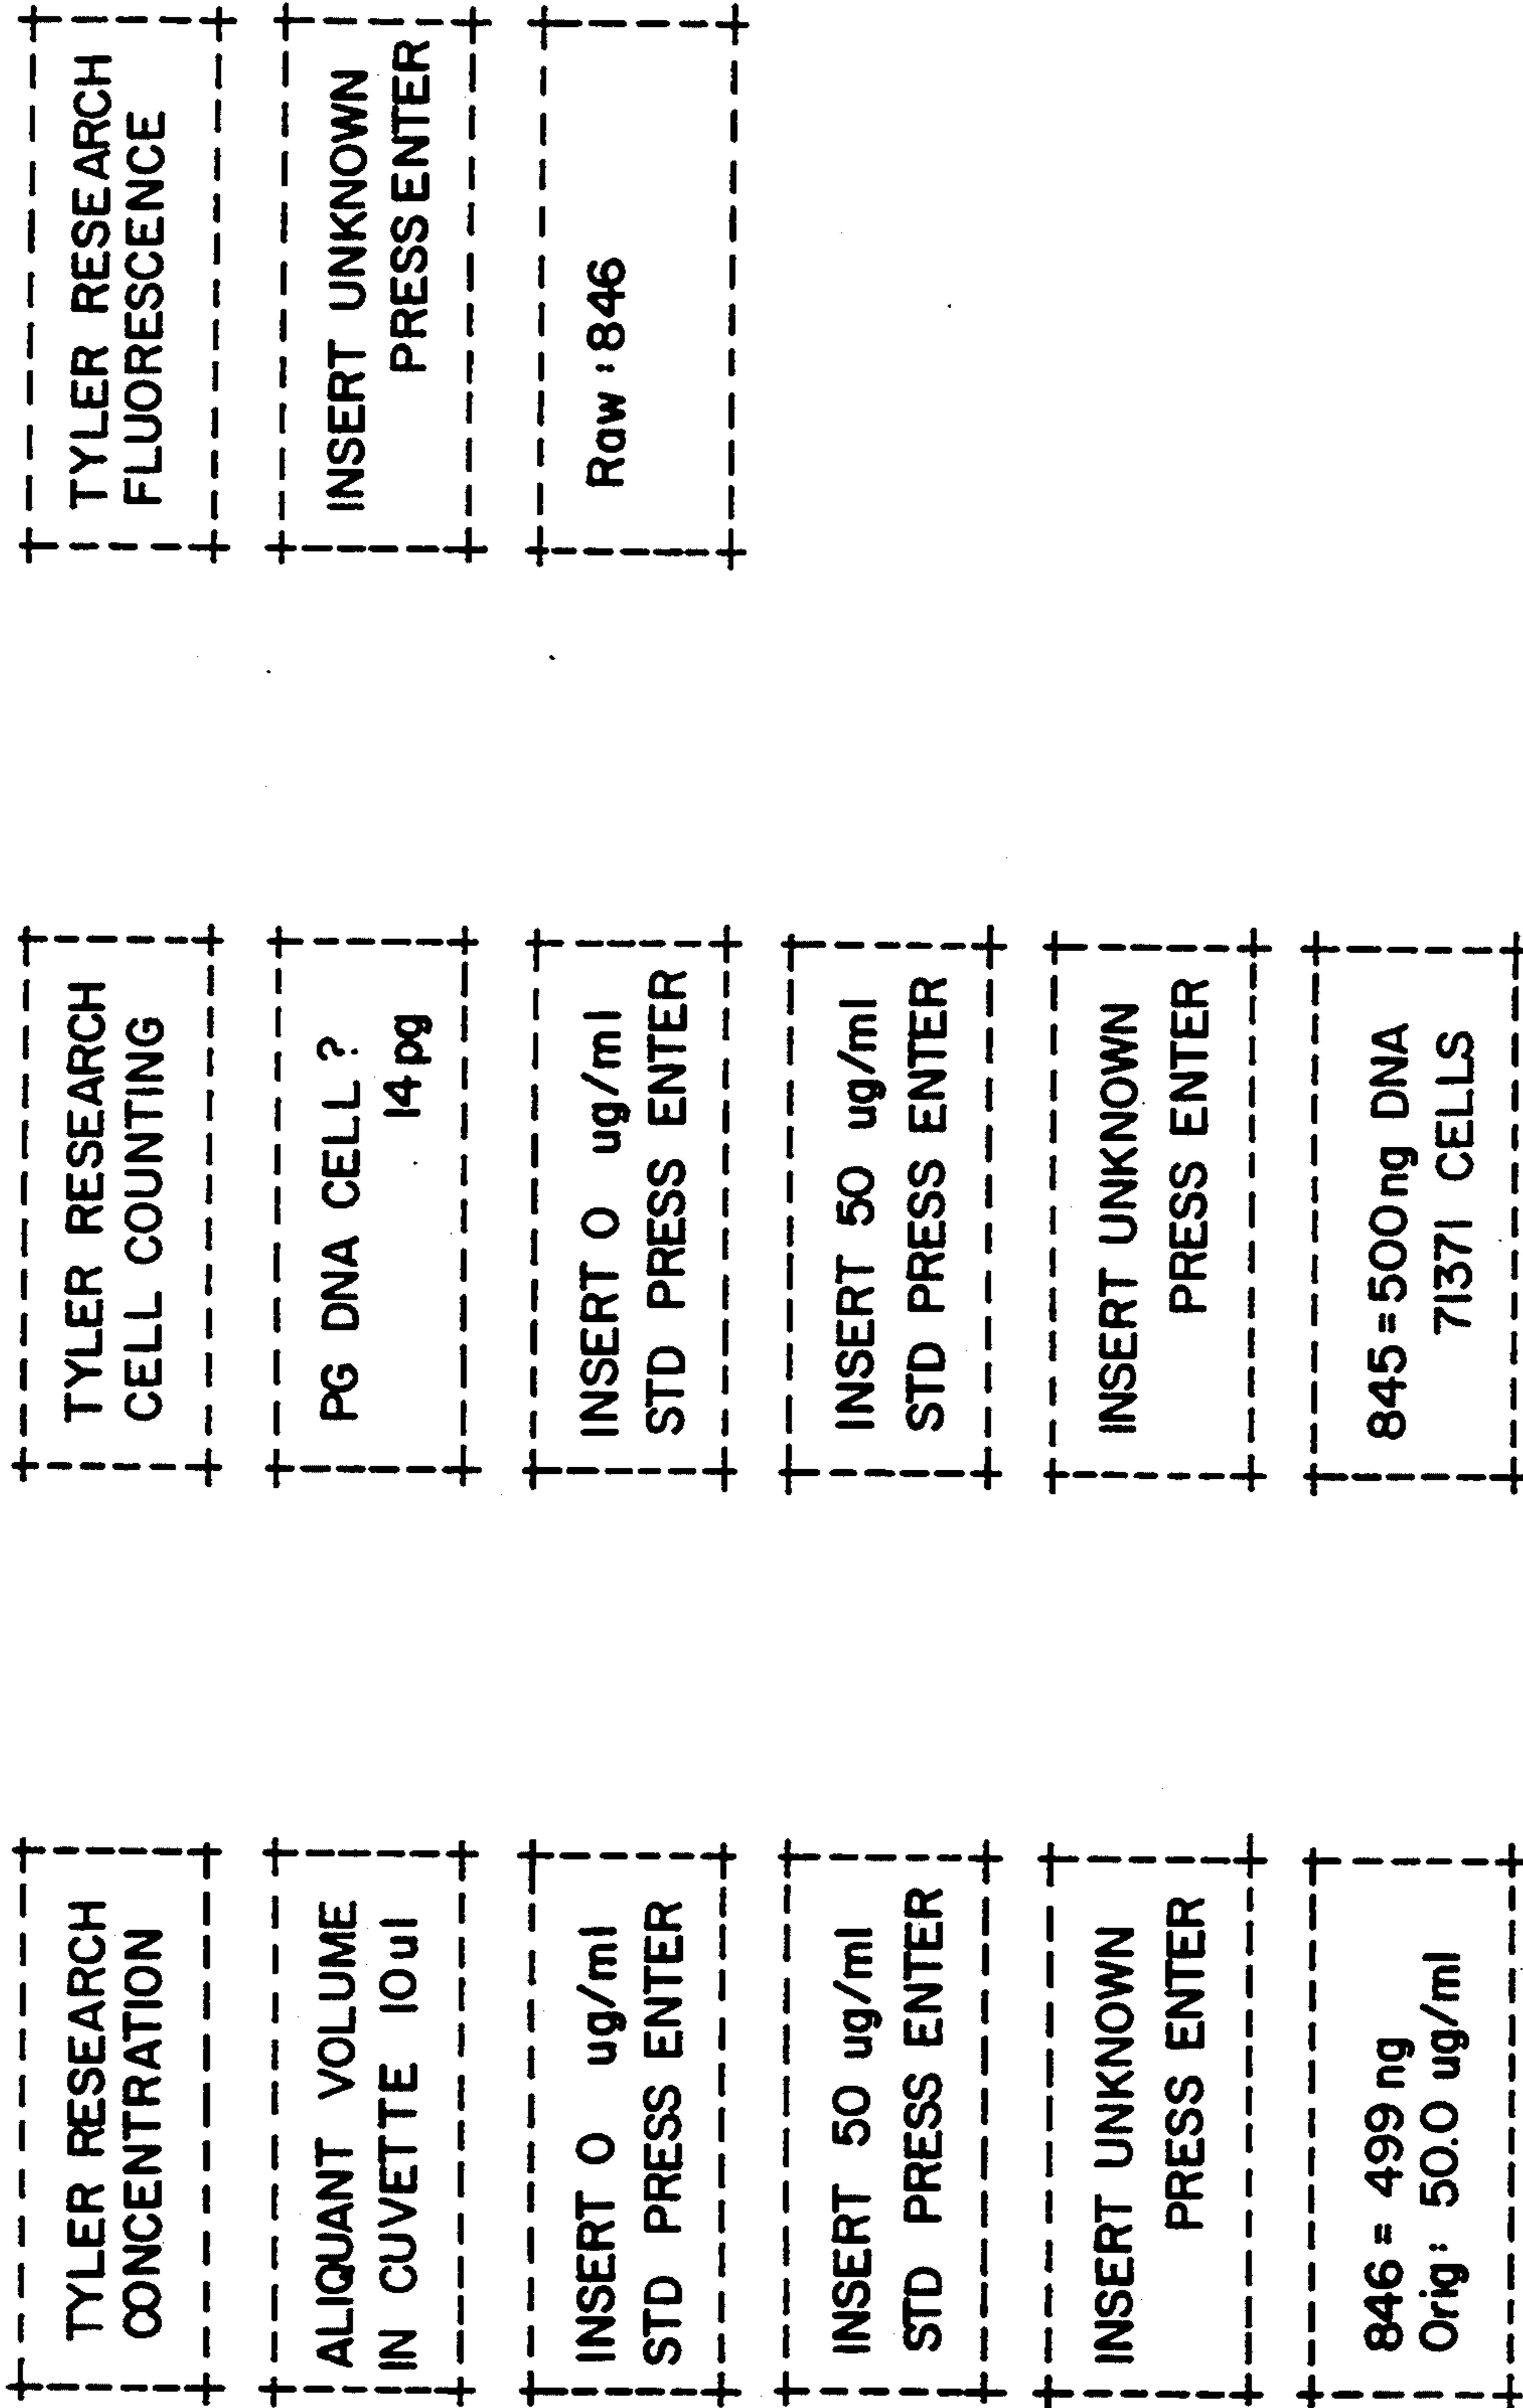 TYLER RESEARCH
CONCENTRATION
ALIQUANT VOLUME
IN CUVETTE 10ul
INSERT 0 ug/ml
STD PRESS ENTER
INSERT 50 ug/ml
STD PRESS ENTER
INSERT UNKNOWN
PRESS ENTER
846 = 499 ng
Orig: 50.0 ug/ml
TYLER RESEARCH
CELL COUNTING
PG DNA CELL ?
14 pg
INSERT 0 ug/ml
STD PRESS ENTER
INSERT 50 ug/ml
STD PRESS ENTER
INSERT UNKNOWN
PRESS ENTER
845 = 500 ng DNA
71371 CELLS
TYLER RESEARCH
FLUORESCENCE
INSERT UNKNOWN
PRESS ENTER
Raw :846